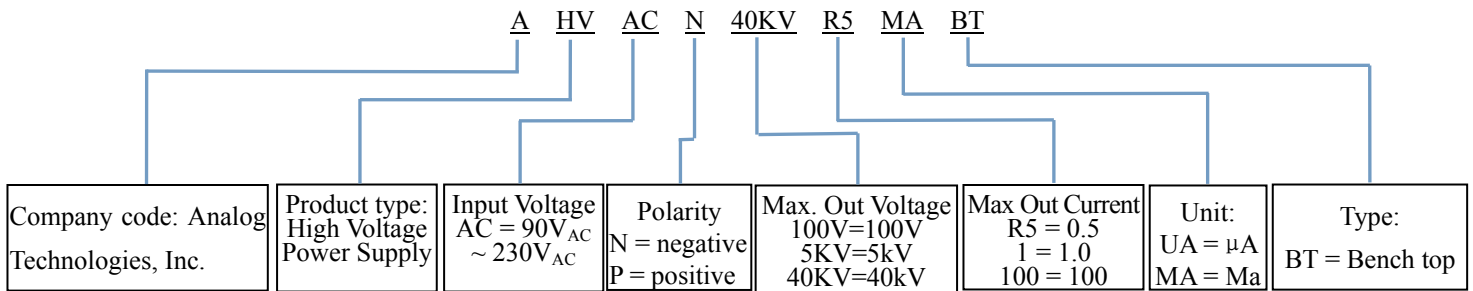 A HV AC N 40KV R5 MA BT
Company code: Analog
Technologies, Inc.
Product type:
High Voltage
Power Supply
Input Voltage
AC = 90VAC
~ 230VAC
Polarity
N = negative
P = positive
Max. Out Voltage
100V=100V
5KV=5kV
40KV=40kV
Max Out Current
R5 = 0.5
1 = 1.0
100 = 100
Unit:
UA = μA
MA = Ma
Type:
BT = Bench top